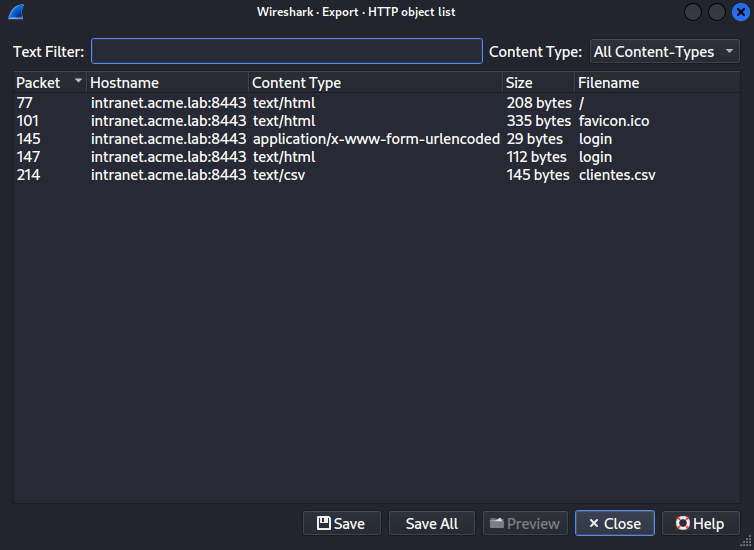 Wireshark · Export · HTTP object list
Text Filter: Content Type: All Content-Types
Packet Hostname Content Type Size Filename
77 intranet.acme.lab:8443 text/html 208 bytes /
101 intranet.acme.lab:8443 text/html 335 bytes favicon.ico
145 intranet.acme.lab:8443 application/x-www-form-urlencoded 29 bytes login
147 intranet.acme.lab:8443 text/html 112 bytes login
214 intranet.acme.lab:8443 text/csv 145 bytes clientes.csv
Save Save All Preview Close Help